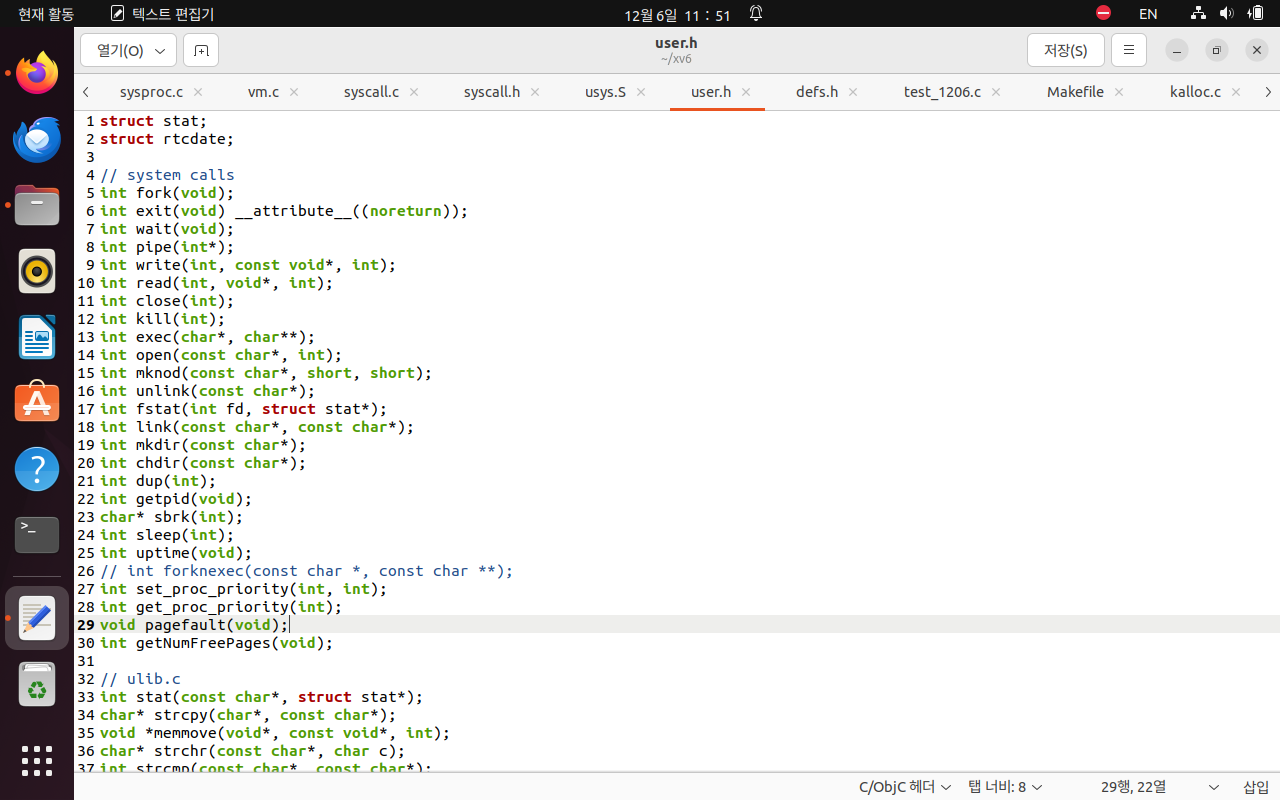 현재 활동
텍스트 편집기
12월 6일 11 : 51
EN
열기(O)
user.h
~/xv6
저장(S)
sysproc.c
vm.c
syscall.c
syscall.h
usys.S
user.h
defs.h
test_1206.c
Makefile
kalloc.c
1 struct stat;
2 struct rtcdate;
3
4 // system calls
5 int fork(void);
6 int exit(void) __attribute__((noreturn));
7 int wait(void);
8 int pipe(int*);
9 int write(int, const void*, int);
10 int read(int, void*, int);
11 int close(int);
12 int kill(int);
13 int exec(char*, char**);
14 int open(const char*, int);
15 int mknod(const char*, short, short);
16 int unlink(const char*);
17 int fstat(int fd, struct stat*);
18 int link(const char*, const char*);
19 int mkdir(const char*);
20 int chdir(const char*);
21 int dup(int);
22 int getpid(void);
23 char* sbrk(int);
24 int sleep(int);
25 int uptime(void);
26 // int forknexec(const char *, const char **);
27 int set_proc_priority(int, int);
28 int get_proc_priority(int);
29 void pagefault(void);
30 int getNumFreePages(void);
31
32 // ulib.c
33 int stat(const char*, struct stat*);
34 char* strcpy(char*, const char*);
35 void *memmove(void*, const void*, int);
36 char* strchr(const char*, char c);
37 int strcmp(const char*, const char*);
C/ObjC 헤더
탭 너비: 8
29행, 22열
삽입